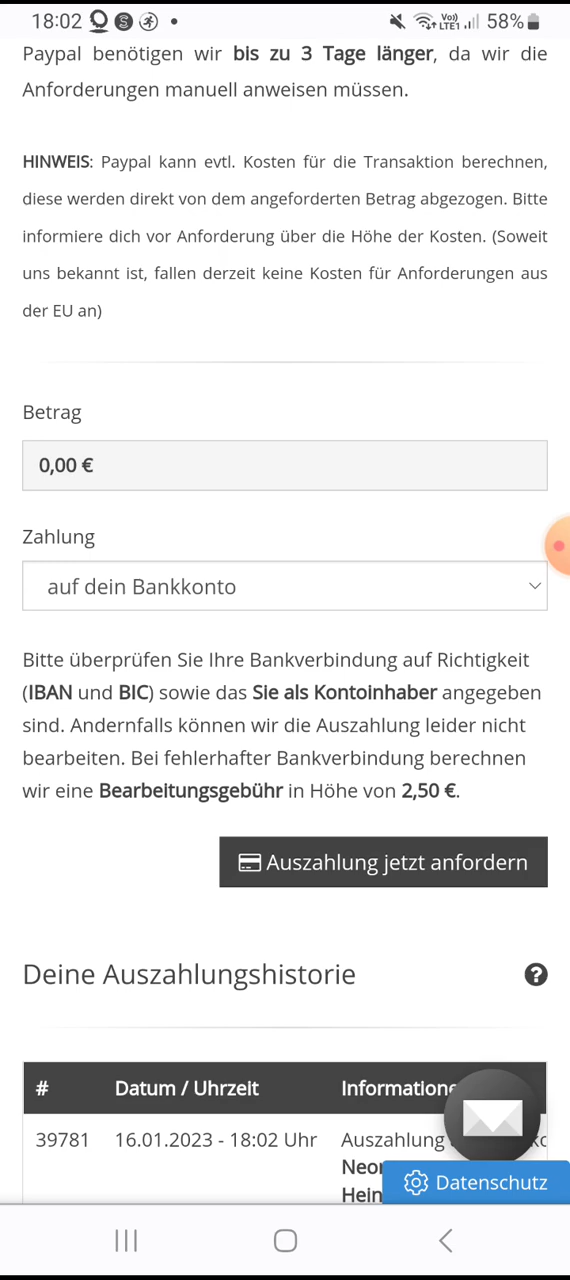 18:02 58%
Paypal benötigen wir bis zu 3 Tage länger, da wir die
Anforderungen manuell anweisen müssen.
HINWEIS: Paypal kann evtl. Kosten für die Transaktion berechnen,
diese werden direkt von dem angeforderten Betrag abgezogen. Bitte
informiere dich vor Anforderung über die Höhe der Kosten. (Soweit
uns bekannt ist, fallen derzeit keine Kosten für Anforderungen aus
der EU an)
Betrag
0,00 €
Zahlung
auf dein Bankkonto
Bitte überprüfen Sie Ihre Bankverbindung auf Richtigkeit
(IBAN und BIC) sowie das Sie als Kontoinhaber angegeben
sind. Andernfalls können wir die Auszahlung leider nicht
bearbeiten. Bei fehlerhafter Bankverbindung berechnen
wir eine Bearbeitungsgebühr in Höhe von 2,50 €.
Auszahlung jetzt anfordern
Deine Auszahlungshistorie
# Datum / Uhrzeit Informatione
39781 16.01.2023 - 18:02 Uhr Auszahlung
Hein
Datenschutz